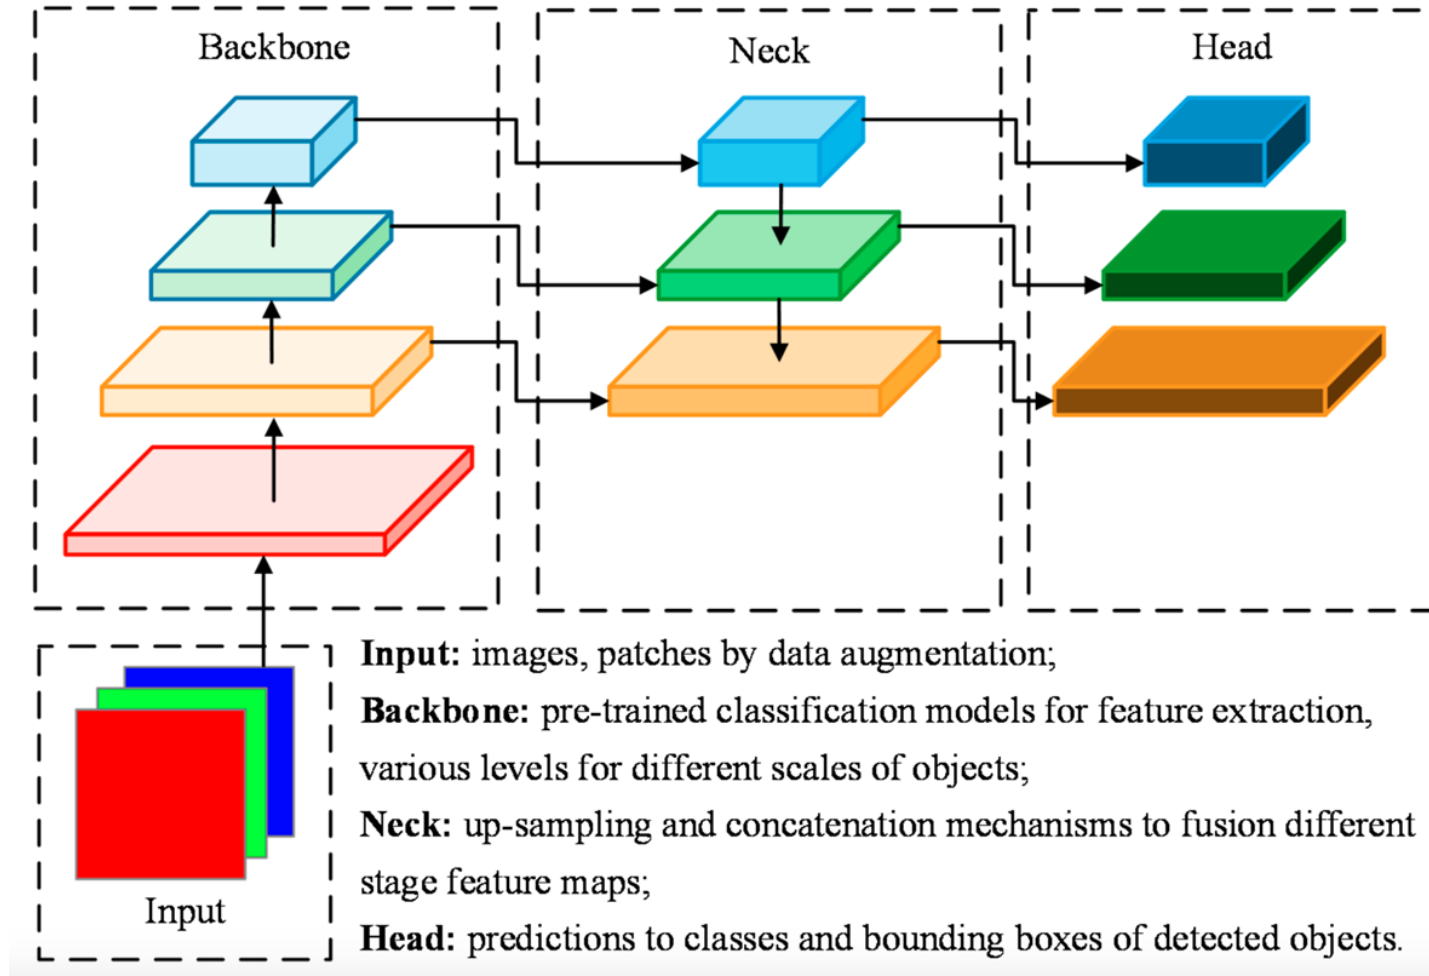 Backbone
Neck
Head
Input
Input: images, patches by data augmentation;
Backbone: pre-trained classification models for feature extraction,
various levels for different scales of objects;
Neck: up-sampling and concatenation mechanisms to fusion different
stage feature maps;
Head: predictions to classes and bounding boxes of detected objects.